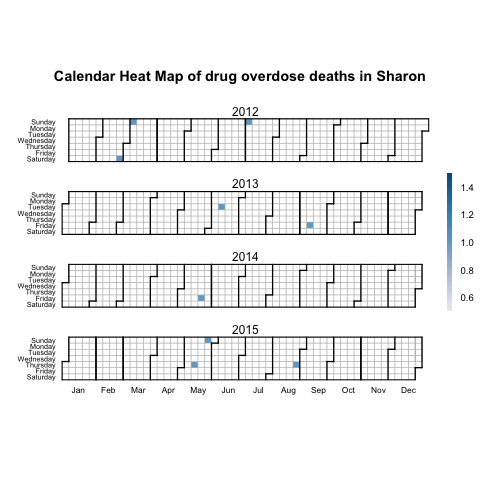 Calendar Heat Map of drug overdose deaths in Sharon
2012
Sunday
Monday
Tuesday
Wednesday
Thursday
Friday
Saturday
2013
Sunday
Monday
Tuesday
Wednesday
Thursday
Friday
Saturday
2014
Sunday
Monday
Tuesday
Wednesday
Thursday
Friday
Saturday
2015
Sunday
Monday
Tuesday
Wednesday
Thursday
Friday
Saturday
Jan Feb Mar Apr May Jun Jul Aug Sep Oct Nov Dec
1.4
1.2
1.0
0.8
0.6